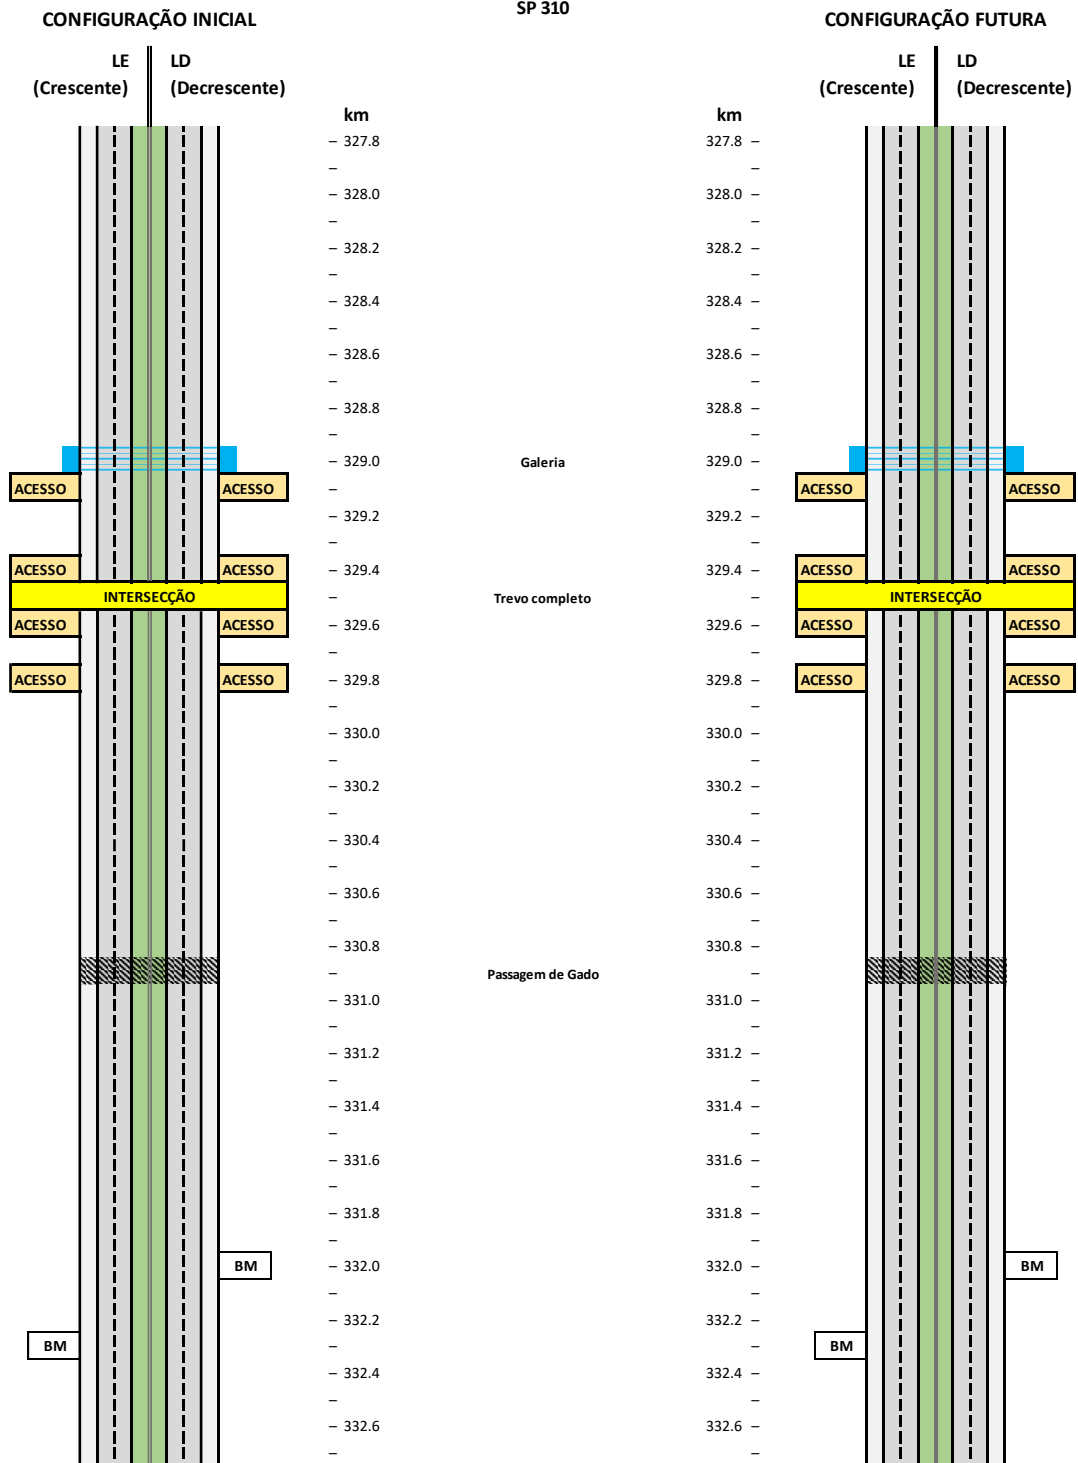 SP 310
CONFIGURAÇÃO INICIAL CONFIGURAÇÃO FUTURA
LE LD LE LD
(Crescente) (Decrescente) (Crescente) (Decrescente)
km km
– 327.8 327.8 –
– –
– 328.0 328.0 –
– –
– 328.2 328.2 –
– –
– 328.4 328.4 –
– –
– 328.6 328.6 –
– –
– 328.8 328.8 –
– –
– 329.0 Galeria 329.0 –
ACESSO ACESSO – – ACESSO ACESSO
– 329.2 329.2 –
– –
ACESSO ACESSO – 329.4 329.4 – ACESSO ACESSO
INTERSECÇÃO – Trevo completo – INTERSECÇÃO
ACESSO ACESSO – 329.6 329.6 – ACESSO ACESSO
– –
ACESSO ACESSO – 329.8 329.8 – ACESSO ACESSO
– –
– 330.0 330.0 –
– –
– 330.2 330.2 –
– –
– 330.4 330.4 –
– –
– 330.6 330.6 –
– –
– 330.8 330.8 –
– Passagem de Gado –
– 331.0 331.0 –
– –
– 331.2 331.2 –
– –
– 331.4 331.4 –
– –
– 331.6 331.6 –
– –
– 331.8 331.8 –
– –
BM – 332.0 332.0 – BM
– –
– 332.2 332.2 –
BM – – BM
– 332.4 332.4 –
– –
– 332.6 332.6 –
– –